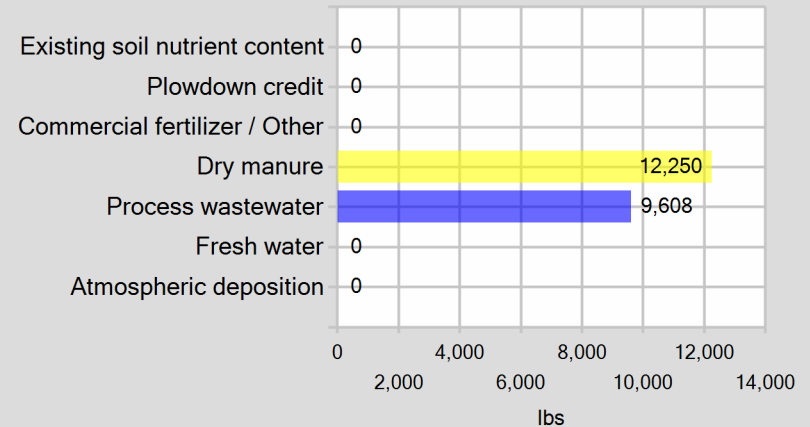 Existing soil nutrient content 0
Plowdown credit 0
Commercial fertilizer / Other 0
Dry manure 12,250
Process wastewater 9,608
Fresh water 0
Atmospheric deposition 0
0 4,000 8,000 12,000
2,000 6,000 10,000 14,000
lbs